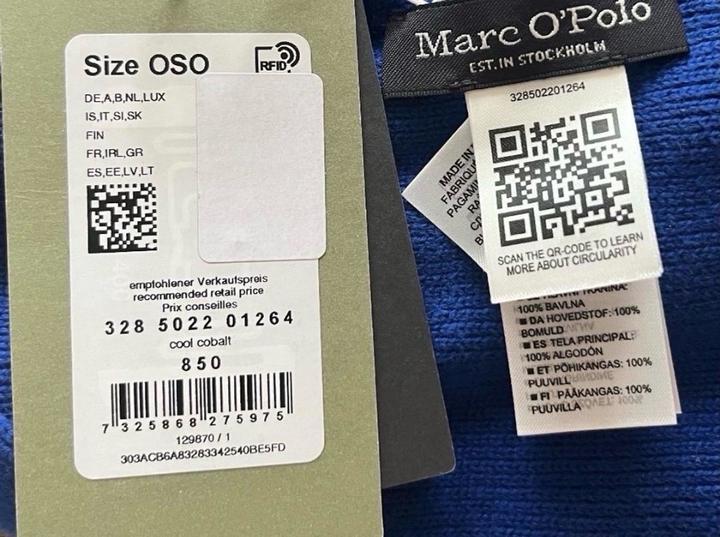 Size OSO
RFID
DE,A,B,NL,LUX
IS,IT,SI,SK
FIN
FR,IRL,GR
ES,EE,LV,LT
empfohlener Verkaufspreis
recommended retail price
Prix conseilles
328 5022 01264
cool cobalt
850
7 325868 275975
129870 / 1
303ACB6A83283342540BE5FD
Marc O'Polo
EST. IN STOCKHOLM
328502201264
MADE IN
SCAN THE QR-CODE TO LEARN
MORE ABOUT CIRCULARITY
HLAVNÍ TKANINA:
100% BAVLNA
■ DA HOVEDSTOF: 100%
BOMULD
■ ES TELA PRINCIPAL:
100% ALGODÓN
■ ET PÕHIKANGAS: 100%
PUUVILL
■ FI PÄÄKANGAS: 100%
PUUVILLA